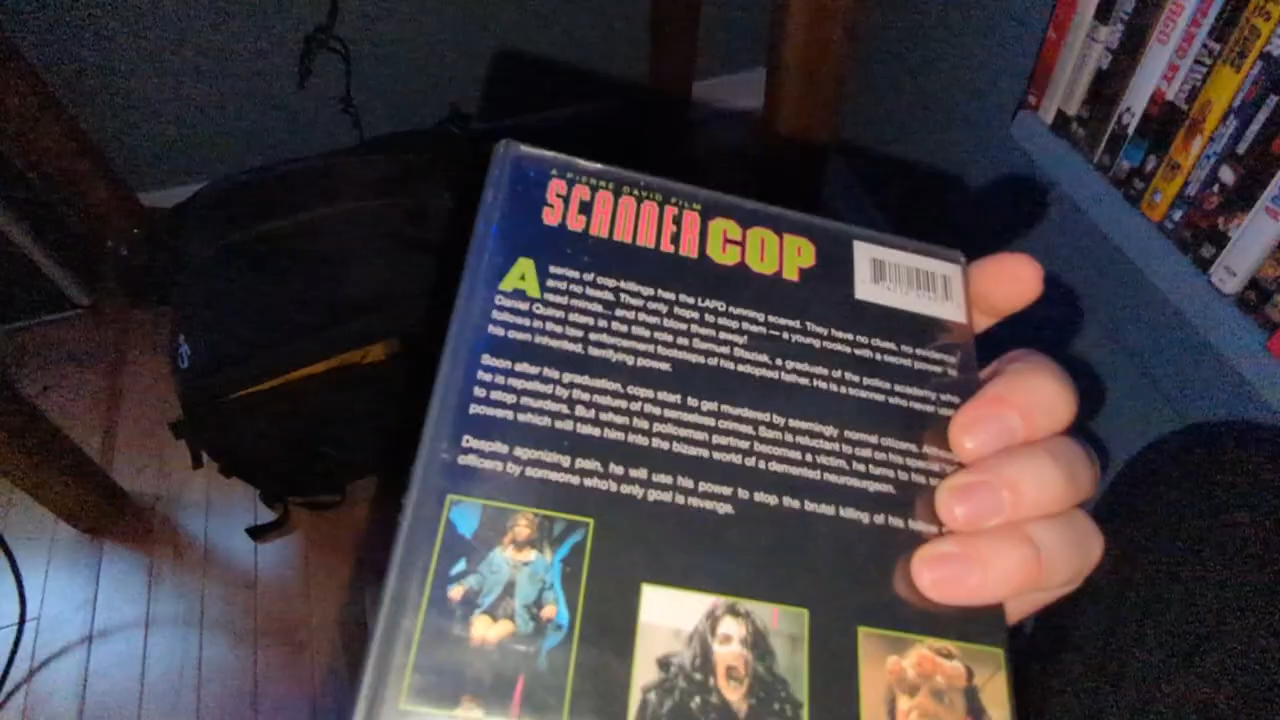 A PIERRE DAVID FILM
SCANNER COP
A series of cop-killings has the LAPD running scared. They have no clues, no evidence
and no leads. Their only hope to stop them — a young rookie with a secret power to
read minds... and then blow them away!
Daniel Quinn stars in the title role as Samuel Staziak, a graduate of the police academy who
follows in the law enforcement footsteps of his adopted father. He is a scanner who never uses
his own inherited, terrifying power.
Soon after his graduation, cops start to get murdered by seemingly normal citizens.
he is repelled by the nature of the senseless crimes, Sam is reluctant to call on his special
to stop murders. But when his policeman partner becomes a victim, he turns to his
powers which will take him into the bizarre world of a demented neurosurgeon.
Despite agonizing pain, he will use his power to stop the brutal killing of his fellow
officers by someone who's only goal is revenge.